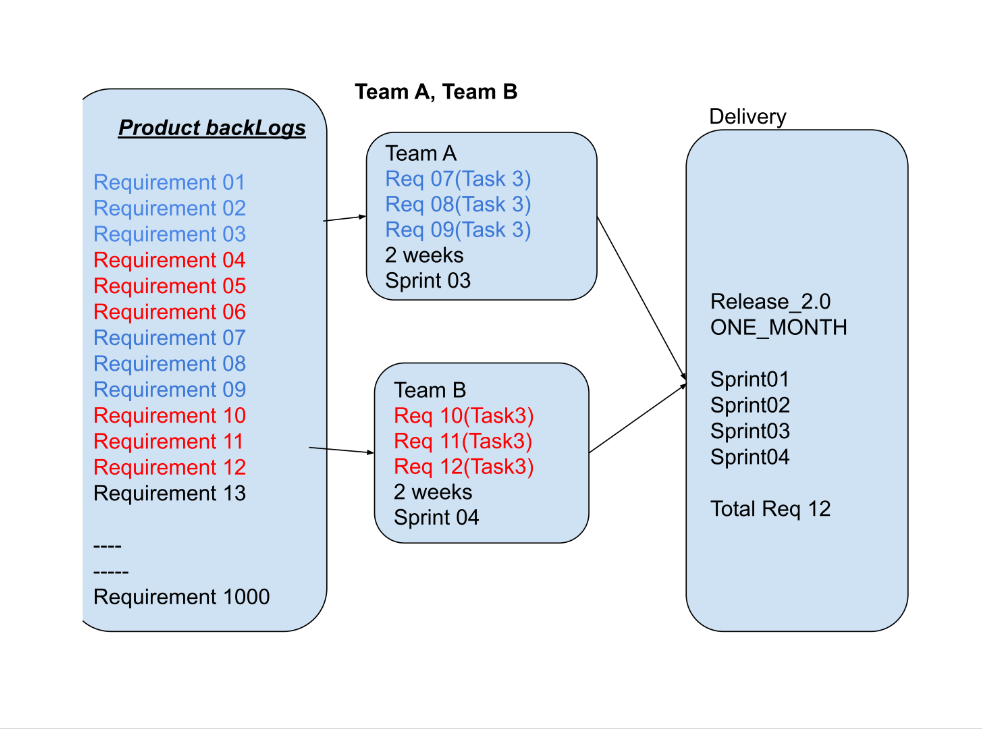 Team A, Team B
Product backLogs
Requirement 01
Requirement 02
Requirement 03
Requirement 04
Requirement 05
Requirement 06
Requirement 07
Requirement 08
Requirement 09
Requirement 10
Requirement 11
Requirement 12
Requirement 13
----
-----
Requirement 1000
Team A
Req 07(Task 3)
Req 08(Task 3)
Req 09(Task 3)
2 weeks
Sprint 03
Team B
Req 10(Task3)
Req 11(Task3)
Req 12(Task3)
2 weeks
Sprint 04
Delivery
Release_2.0
ONE_MONTH
Sprint01
Sprint02
Sprint03
Sprint04
Total Req 12